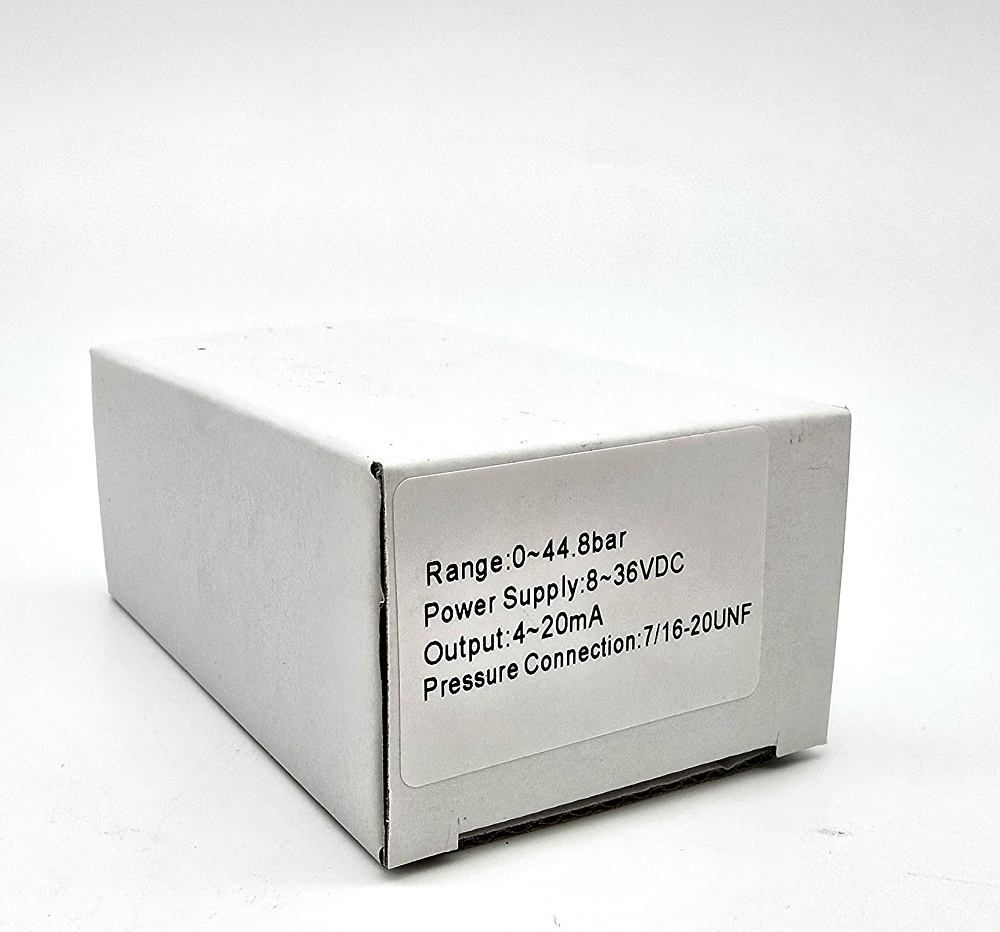 Range:0~44.8bar
Power Supply:8~36VDC
Output:4~20mA
Pressure Connection:7/16-20UNF